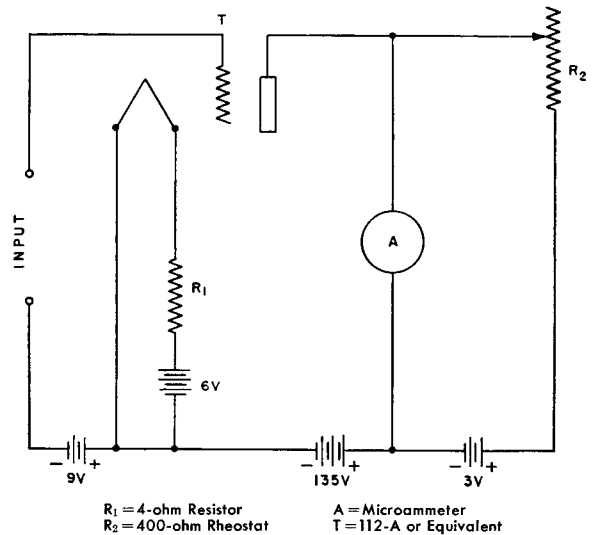 T
R₂
INPUT
A
R₁
6V
- +
9V
- +
135V
- +
3V
R₁ = 4-ohm Resistor
R₂ = 400-ohm Rheostat
A = Microammeter
T = 112-A or Equivalent